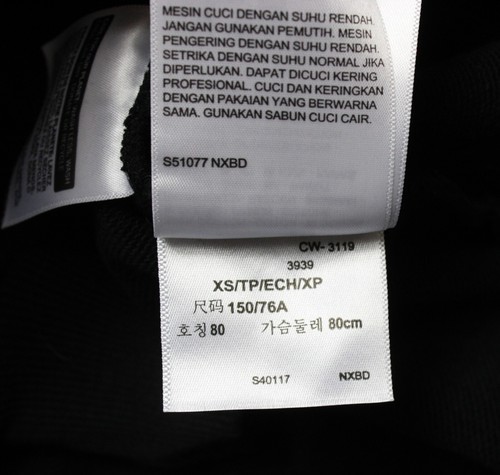 MESIN CUCI DENGAN SUHU RENDAH.
JANGAN GUNAKAN PEMUTIH. MESIN
PENGERING DENGAN SUHU RENDAH.
SETRIKA DENGAN SUHU NORMAL JIKA
DIPERLUKAN. DAPAT DICUCI KERING
PROFESIONAL. CUCI DAN KERINGKAN
DENGAN PAKAIAN YANG BERWARNA
SAMA. GUNAKAN SABUN CUCI CAIR.
S51077 NXBD
CW- 3119
3939
XS/TP/ECH/XP
尺码 150/76A
호칭 80 가슴둘레 80cm
S40117 NXBD